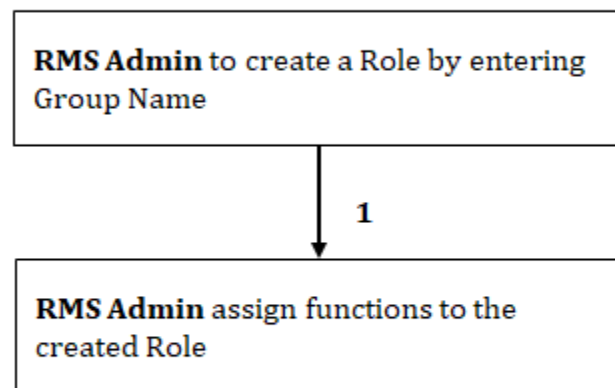 RMS Admin to create a Role by entering
Group Name
1
RMS Admin assign functions to the
created Role